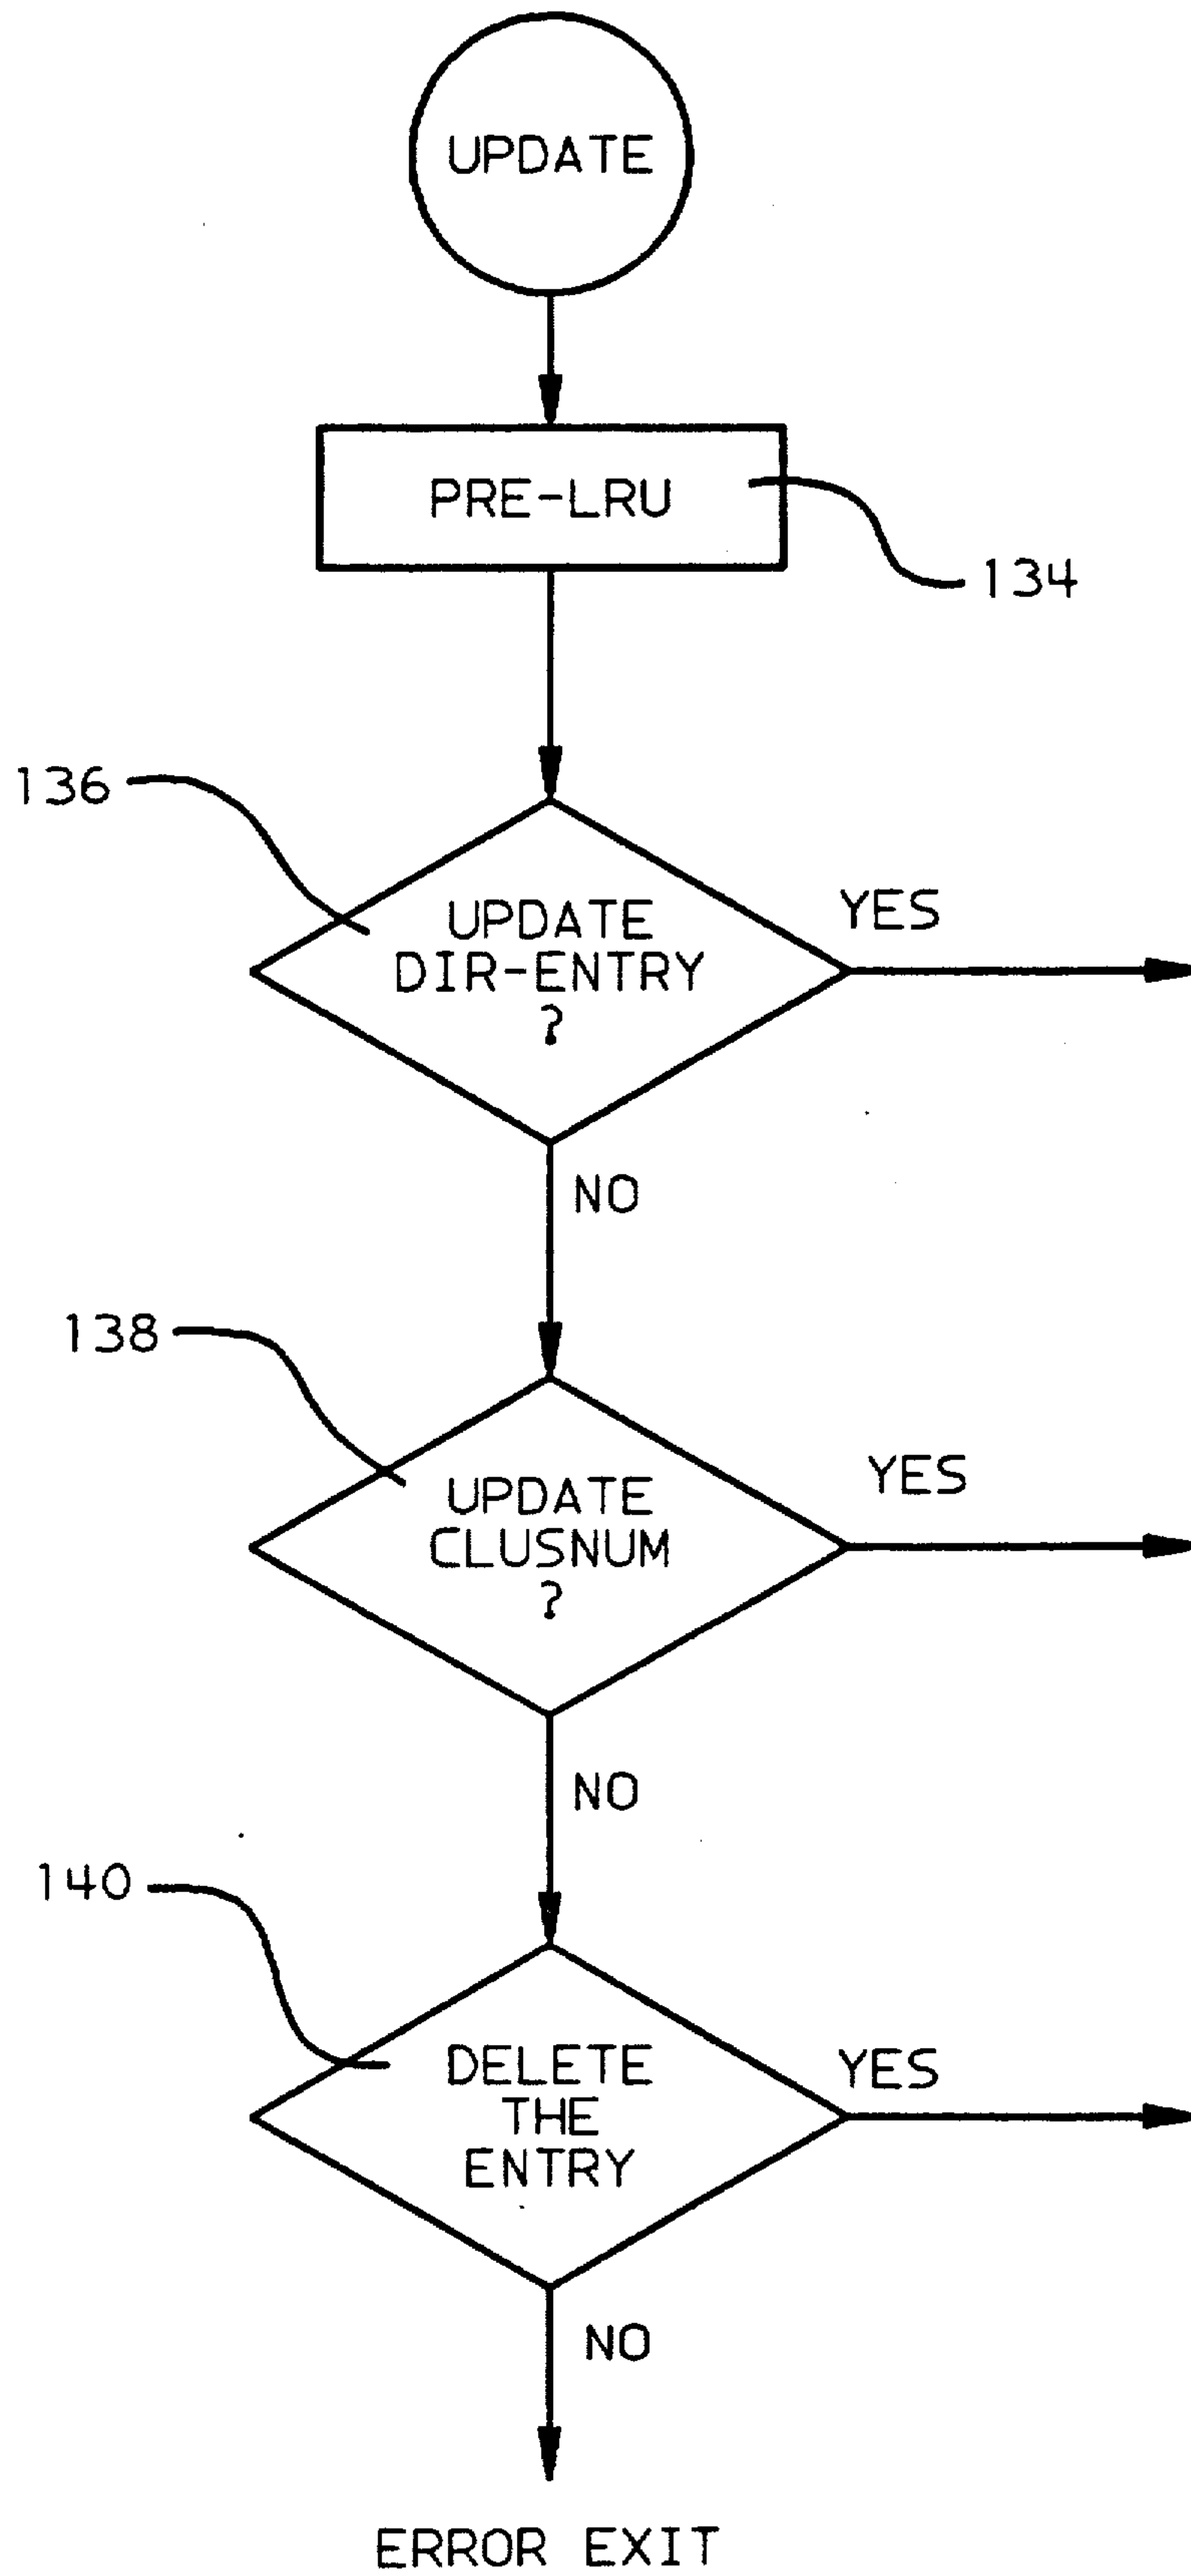 UPDATE
PRE-LRU
134
136
UPDATE
DIR-ENTRY
?
YES
NO
138
UPDATE
CLUSNUM
?
YES
NO
140
DELETE
THE
ENTRY
YES
NO
ERROR EXIT